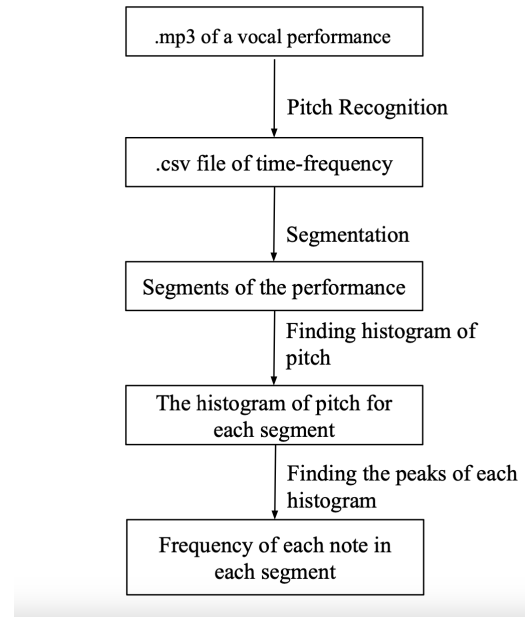 .mp3 of a vocal performance
Pitch Recognition
.csv file of time-frequency
Segmentation
Segments of the performance
Finding histogram of
pitch
The histogram of pitch for
each segment
Finding the peaks of each
histogram
Frequency of each note in
each segment